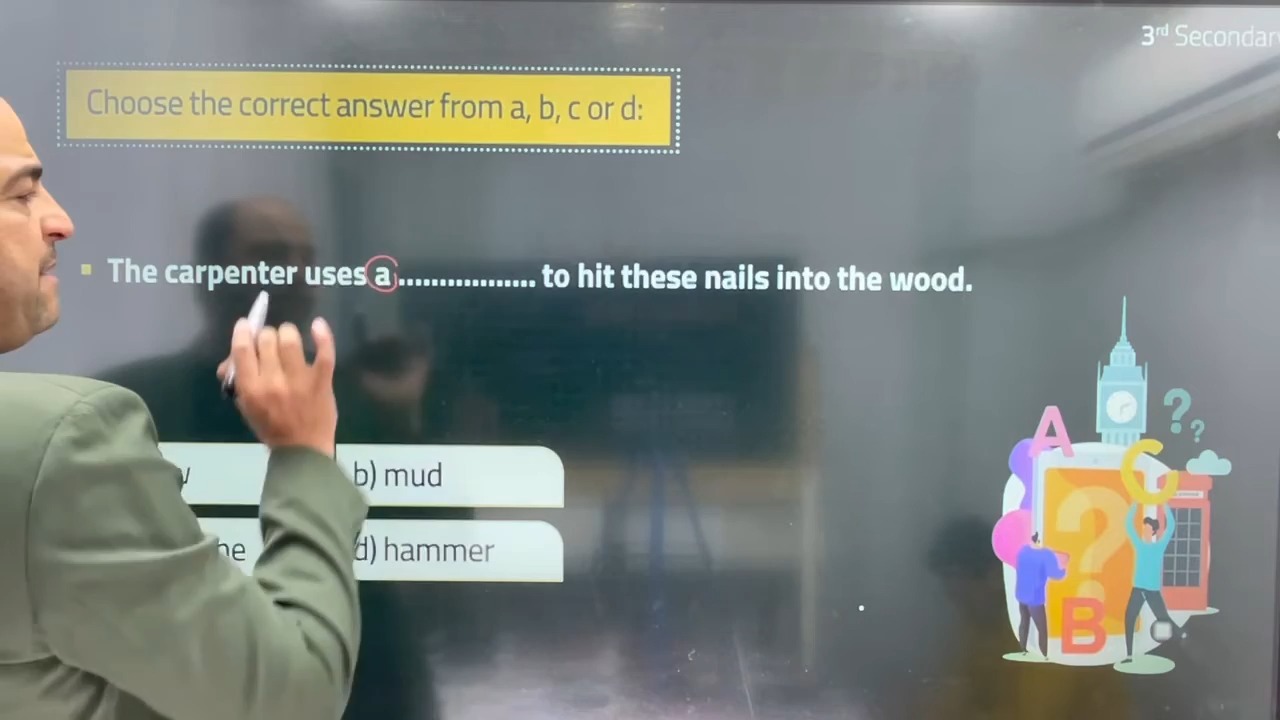 3rd Secondary
Choose the correct answer from a, b, c or d:
The carpenter uses a ................. to hit these nails into the wood.
b) mud
d) hammer
A
C
B